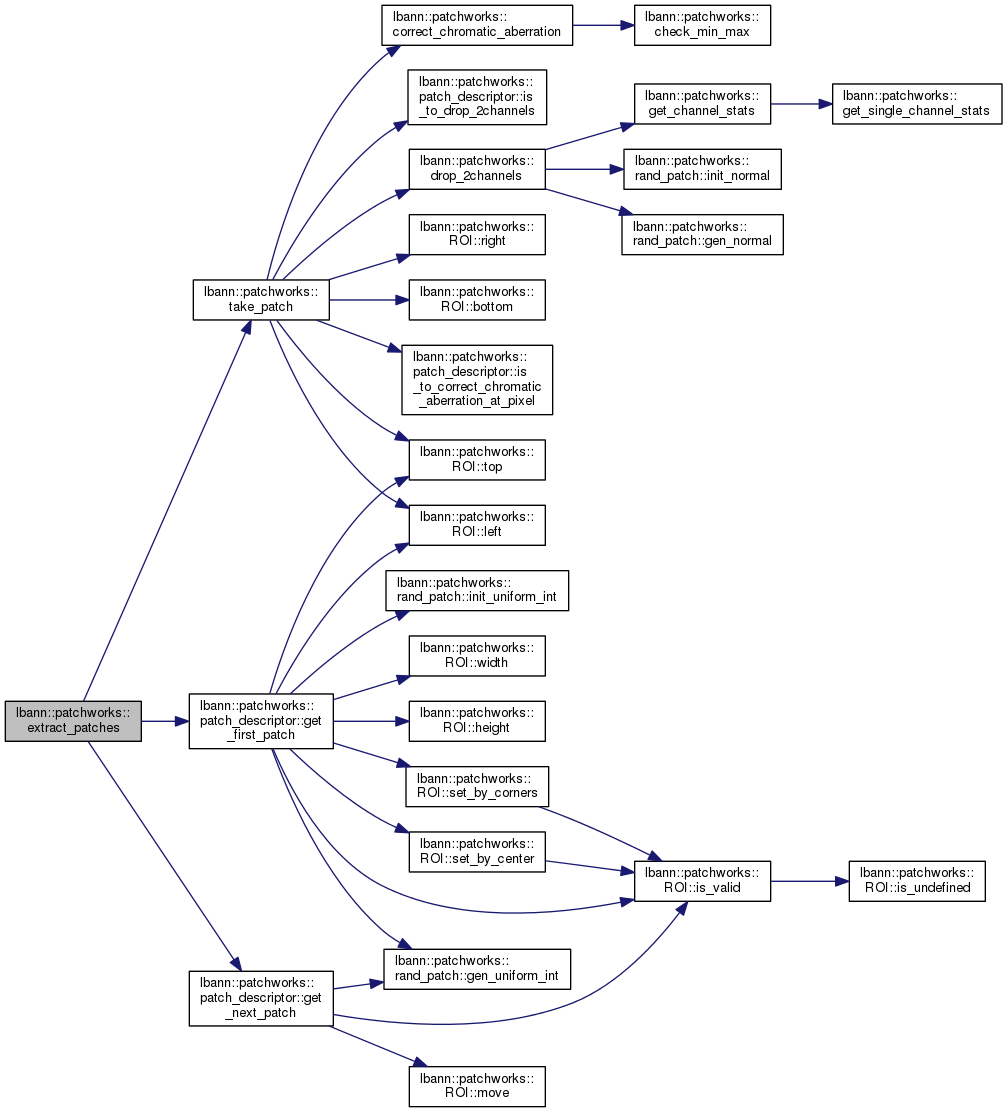 lbann::patchworks::
correct_chromatic_aberration
lbann::patchworks::
check_min_max
lbann::patchworks::
patch_descriptor::is
_to_drop_2channels
lbann::patchworks::
get_channel_stats
lbann::patchworks::
get_single_channel_stats
lbann::patchworks::
drop_2channels
lbann::patchworks::
rand_patch::init_normal
lbann::patchworks::
ROI::right
lbann::patchworks::
rand_patch::gen_normal
lbann::patchworks::
take_patch
lbann::patchworks::
ROI::bottom
lbann::patchworks::
patch_descriptor::is
_to_correct_chromatic
_aberration_at_pixel
lbann::patchworks::
ROI::top
lbann::patchworks::
ROI::left
lbann::patchworks::
rand_patch::init_uniform_int
lbann::patchworks::
ROI::width
lbann::patchworks::
extract_patches
lbann::patchworks::
patch_descriptor::get
_first_patch
lbann::patchworks::
ROI::height
lbann::patchworks::
ROI::set_by_corners
lbann::patchworks::
ROI::set_by_center
lbann::patchworks::
ROI::is_valid
lbann::patchworks::
ROI::is_undefined
lbann::patchworks::
rand_patch::gen_uniform_int
lbann::patchworks::
patch_descriptor::get
_next_patch
lbann::patchworks::
ROI::move